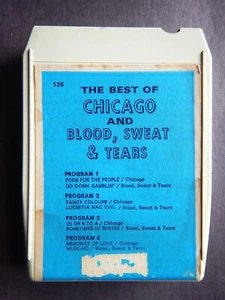 128
THE BEST OF
CHICAGO
AND
BLOOD, SWEAT
& TEARS
PROGRAM 1
POEM FOR THE PEOPLE / Chicago
GO DOWN GAMBLIN' / Blood, Sweat & Tears
PROGRAM 2
FANCY COLOURS / Chicago
LUCRETIA MAC EVIL / Blood, Sweat & Tears
PROGRAM 3
25 OR 6 TO 4 / Chicago
SOMETIMES IN WINTER / Blood, Sweat & Tears
PROGRAM 4
MEMORIES OF LOVE / Chicago
HI-DE-HO / Blood, Sweat & Tears